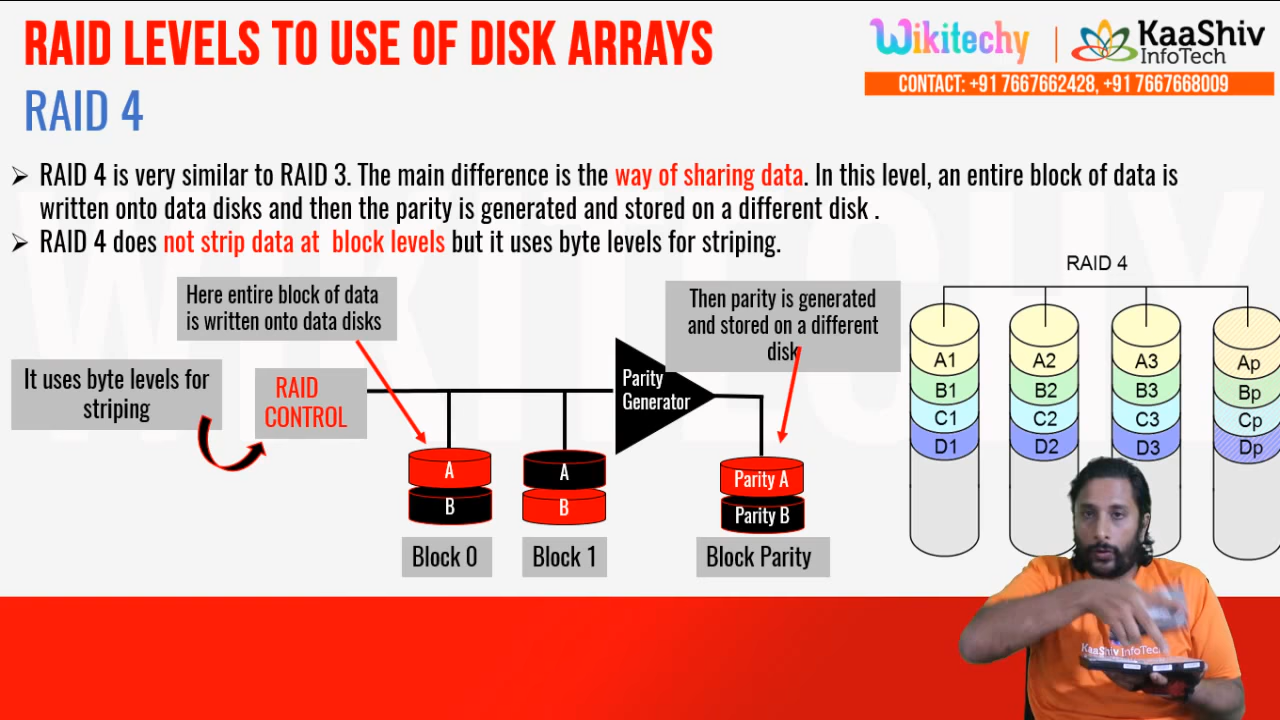 RAID LEVELS TO USE OF DISK ARRAYS
Wikitechy
KaaShiv
InfoTech
CONTACT: +91 7667662428, +91 7667668009
RAID 4
➢ RAID 4 is very similar to RAID 3. The main difference is the way of sharing data. In this level, an entire block of data is
written onto data disks and then the parity is generated and stored on a different disk .
➢ RAID 4 does not strip data at block levels but it uses byte levels for striping.
Here entire block of data
is written onto data disks
Then parity is generated
and stored on a different
disk
It uses byte levels for
striping
RAID
CONTROL
Parity
Generator
A
B
A
B
Parity A
Parity B
Block 0
Block 1
Block Parity
RAID 4
A1 A2 A3 Ap
B1 B2 B3 Bp
C1 C2 C3 Cp
D1 D2 D3 Dp
KaaShiv InfoTech